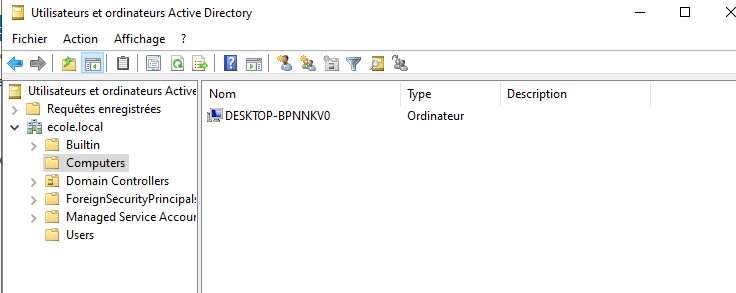 Utilisateurs et ordinateurs Active Directory
Fichier Action Affichage ?
Utilisateurs et ordinateurs Active
Requêtes enregistrées
ecole.local
Builtin
Computers
Domain Controllers
ForeignSecurityPrincipals
Managed Service Accour
Users
Nom Type Description
DESKTOP-BPNNKV0 Ordinateur